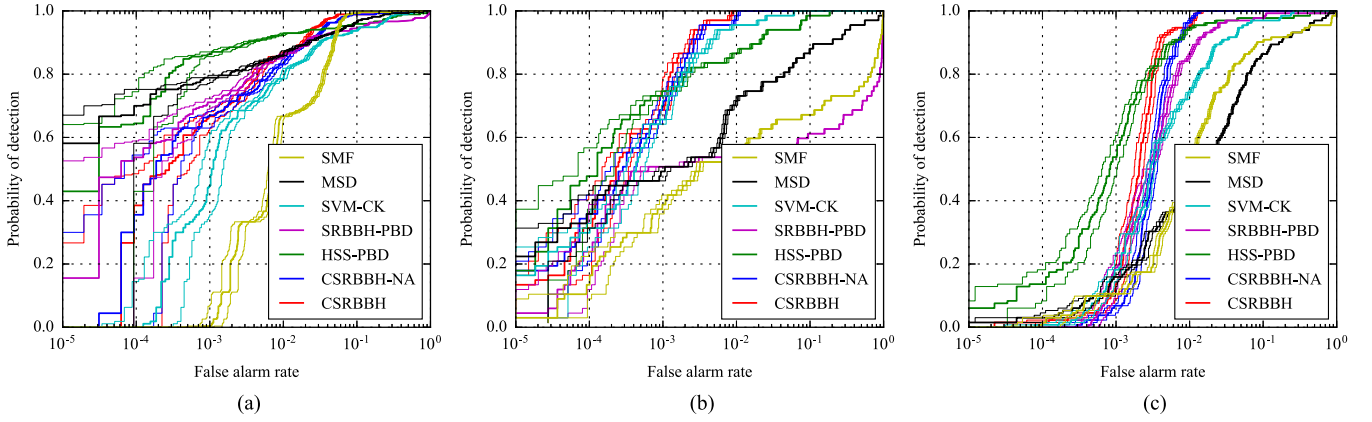 1.0
0.8
0.6
0.4
0.2
0.0
Probability of detection
10^-5 10^-4 10^-3 10^-2 10^-1 10^0
False alarm rate
SMF
MSD
SVM-CK
SRBBH-PBD
HSS-PBD
CSRBBH-NA
CSRBBH
(a)
1.0
0.8
0.6
0.4
0.2
0.0
Probability of detection
10^-5 10^-4 10^-3 10^-2 10^-1 10^0
False alarm rate
SMF
MSD
SVM-CK
SRBBH-PBD
HSS-PBD
CSRBBH-NA
CSRBBH
(b)
1.0
0.8
0.6
0.4
0.2
0.0
Probability of detection
10^-5 10^-4 10^-3 10^-2 10^-1 10^0
False alarm rate
SMF
MSD
SVM-CK
SRBBH-PBD
HSS-PBD
CSRBBH-NA
CSRBBH
(c)